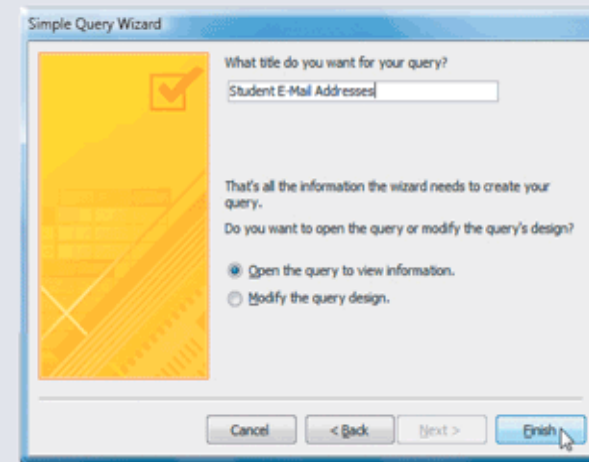 Simple Query Wizard
What title do you want for your query?
Student E-Mail Addresses
That's all the information the wizard needs to create your
query.
Do you want to open the query or modify the query's design?
Open the query to view information.
Modify the query design.
Cancel
< Back
Next >
Finish